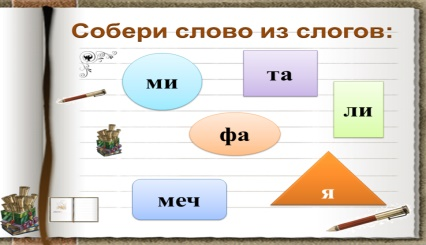 Собери слово из слогов:
ми
та
ли
фа
меч
я